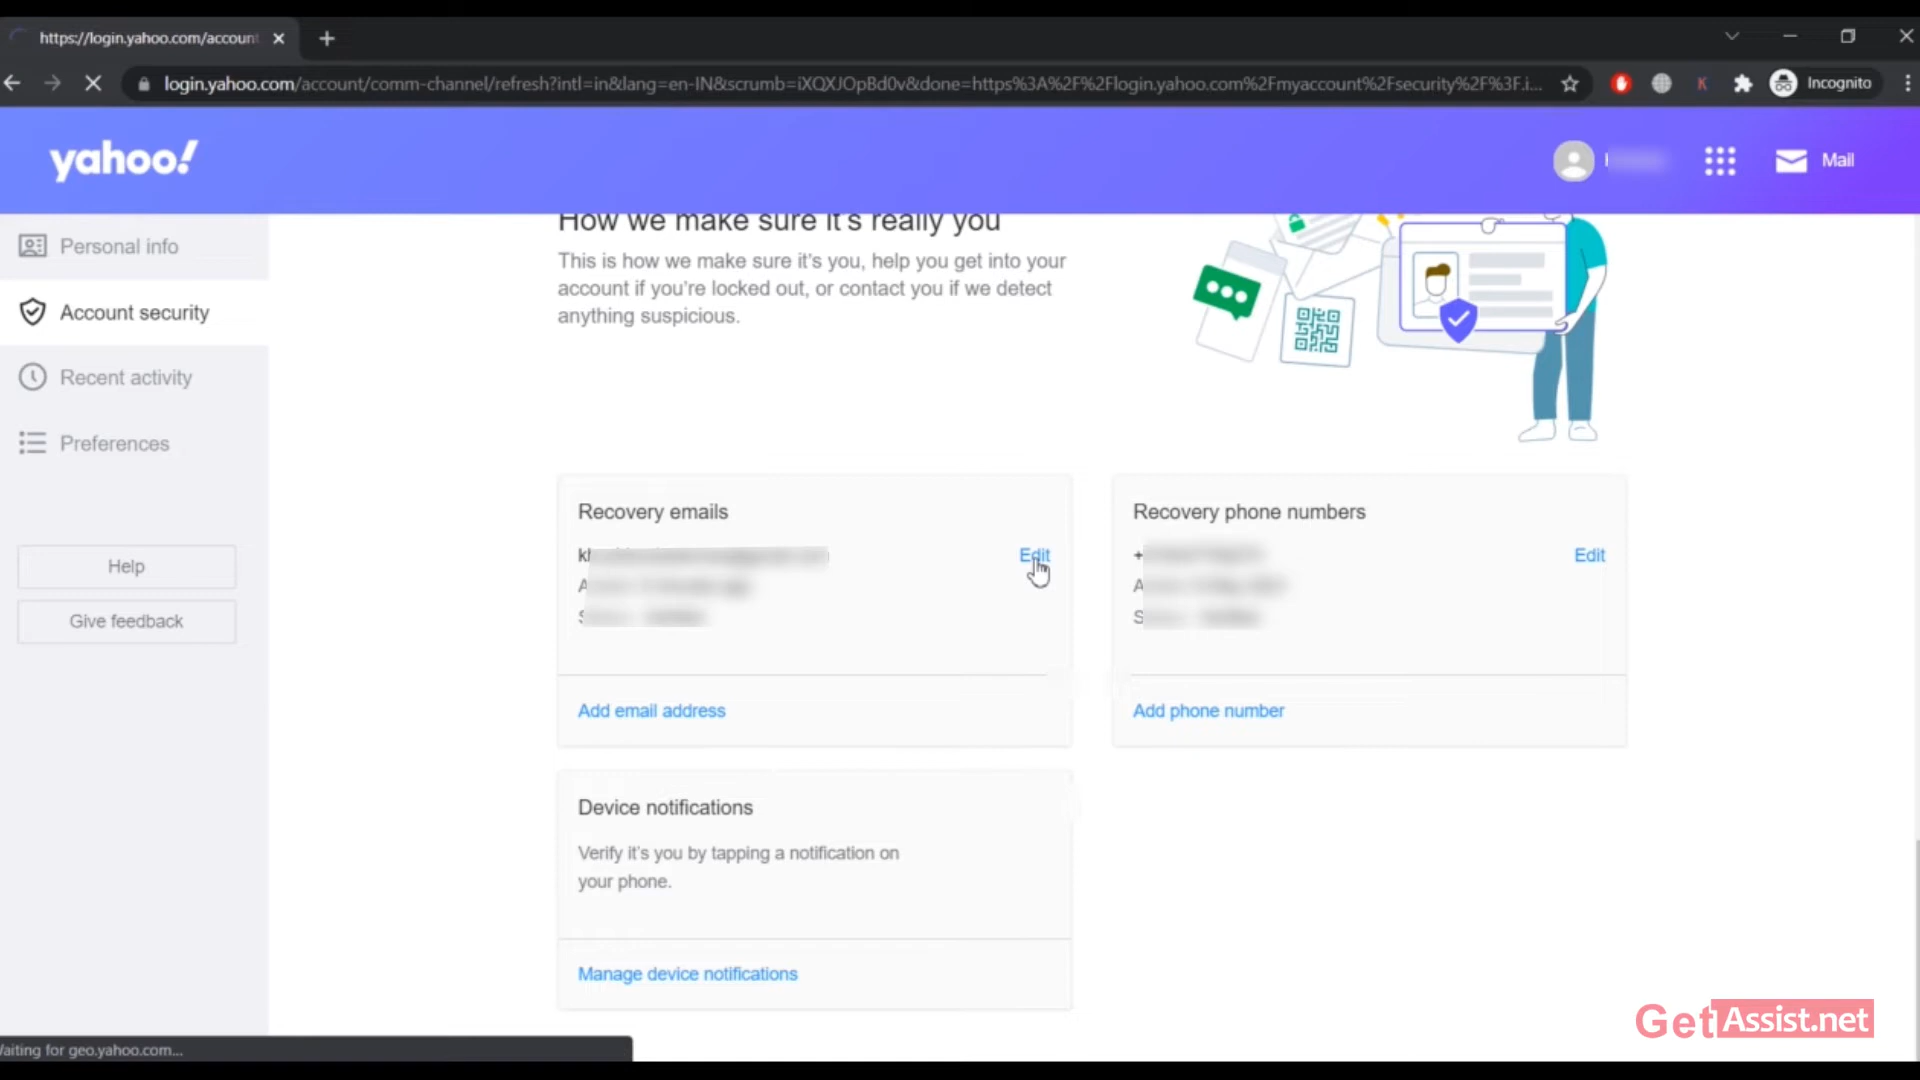 https://login.yahoo.com/account
login.yahoo.com/account/comm-channel/refresh?intl=in&lang=en-IN&scrumb=iXQXJOpBd0v&done=https%3A%2F%2Flogin.yahoo.com%2Fmyaccount%2Fsecurity%2F%3F.i...
K
Incognito
yahoo!
Mail
Personal info
Account security
Recent activity
Preferences
Help
Give feedback
How we make sure it's really you
This is how we make sure it's you, help you get into your
account if you're locked out, or contact you if we detect
anything suspicious.
Recovery emails
Edit
Add email address
Recovery phone numbers
+
Edit
Add phone number
Device notifications
Verify it's you by tapping a notification on
your phone.
Manage device notifications
aiting for geo.yahoo.com...
GetAssist.net